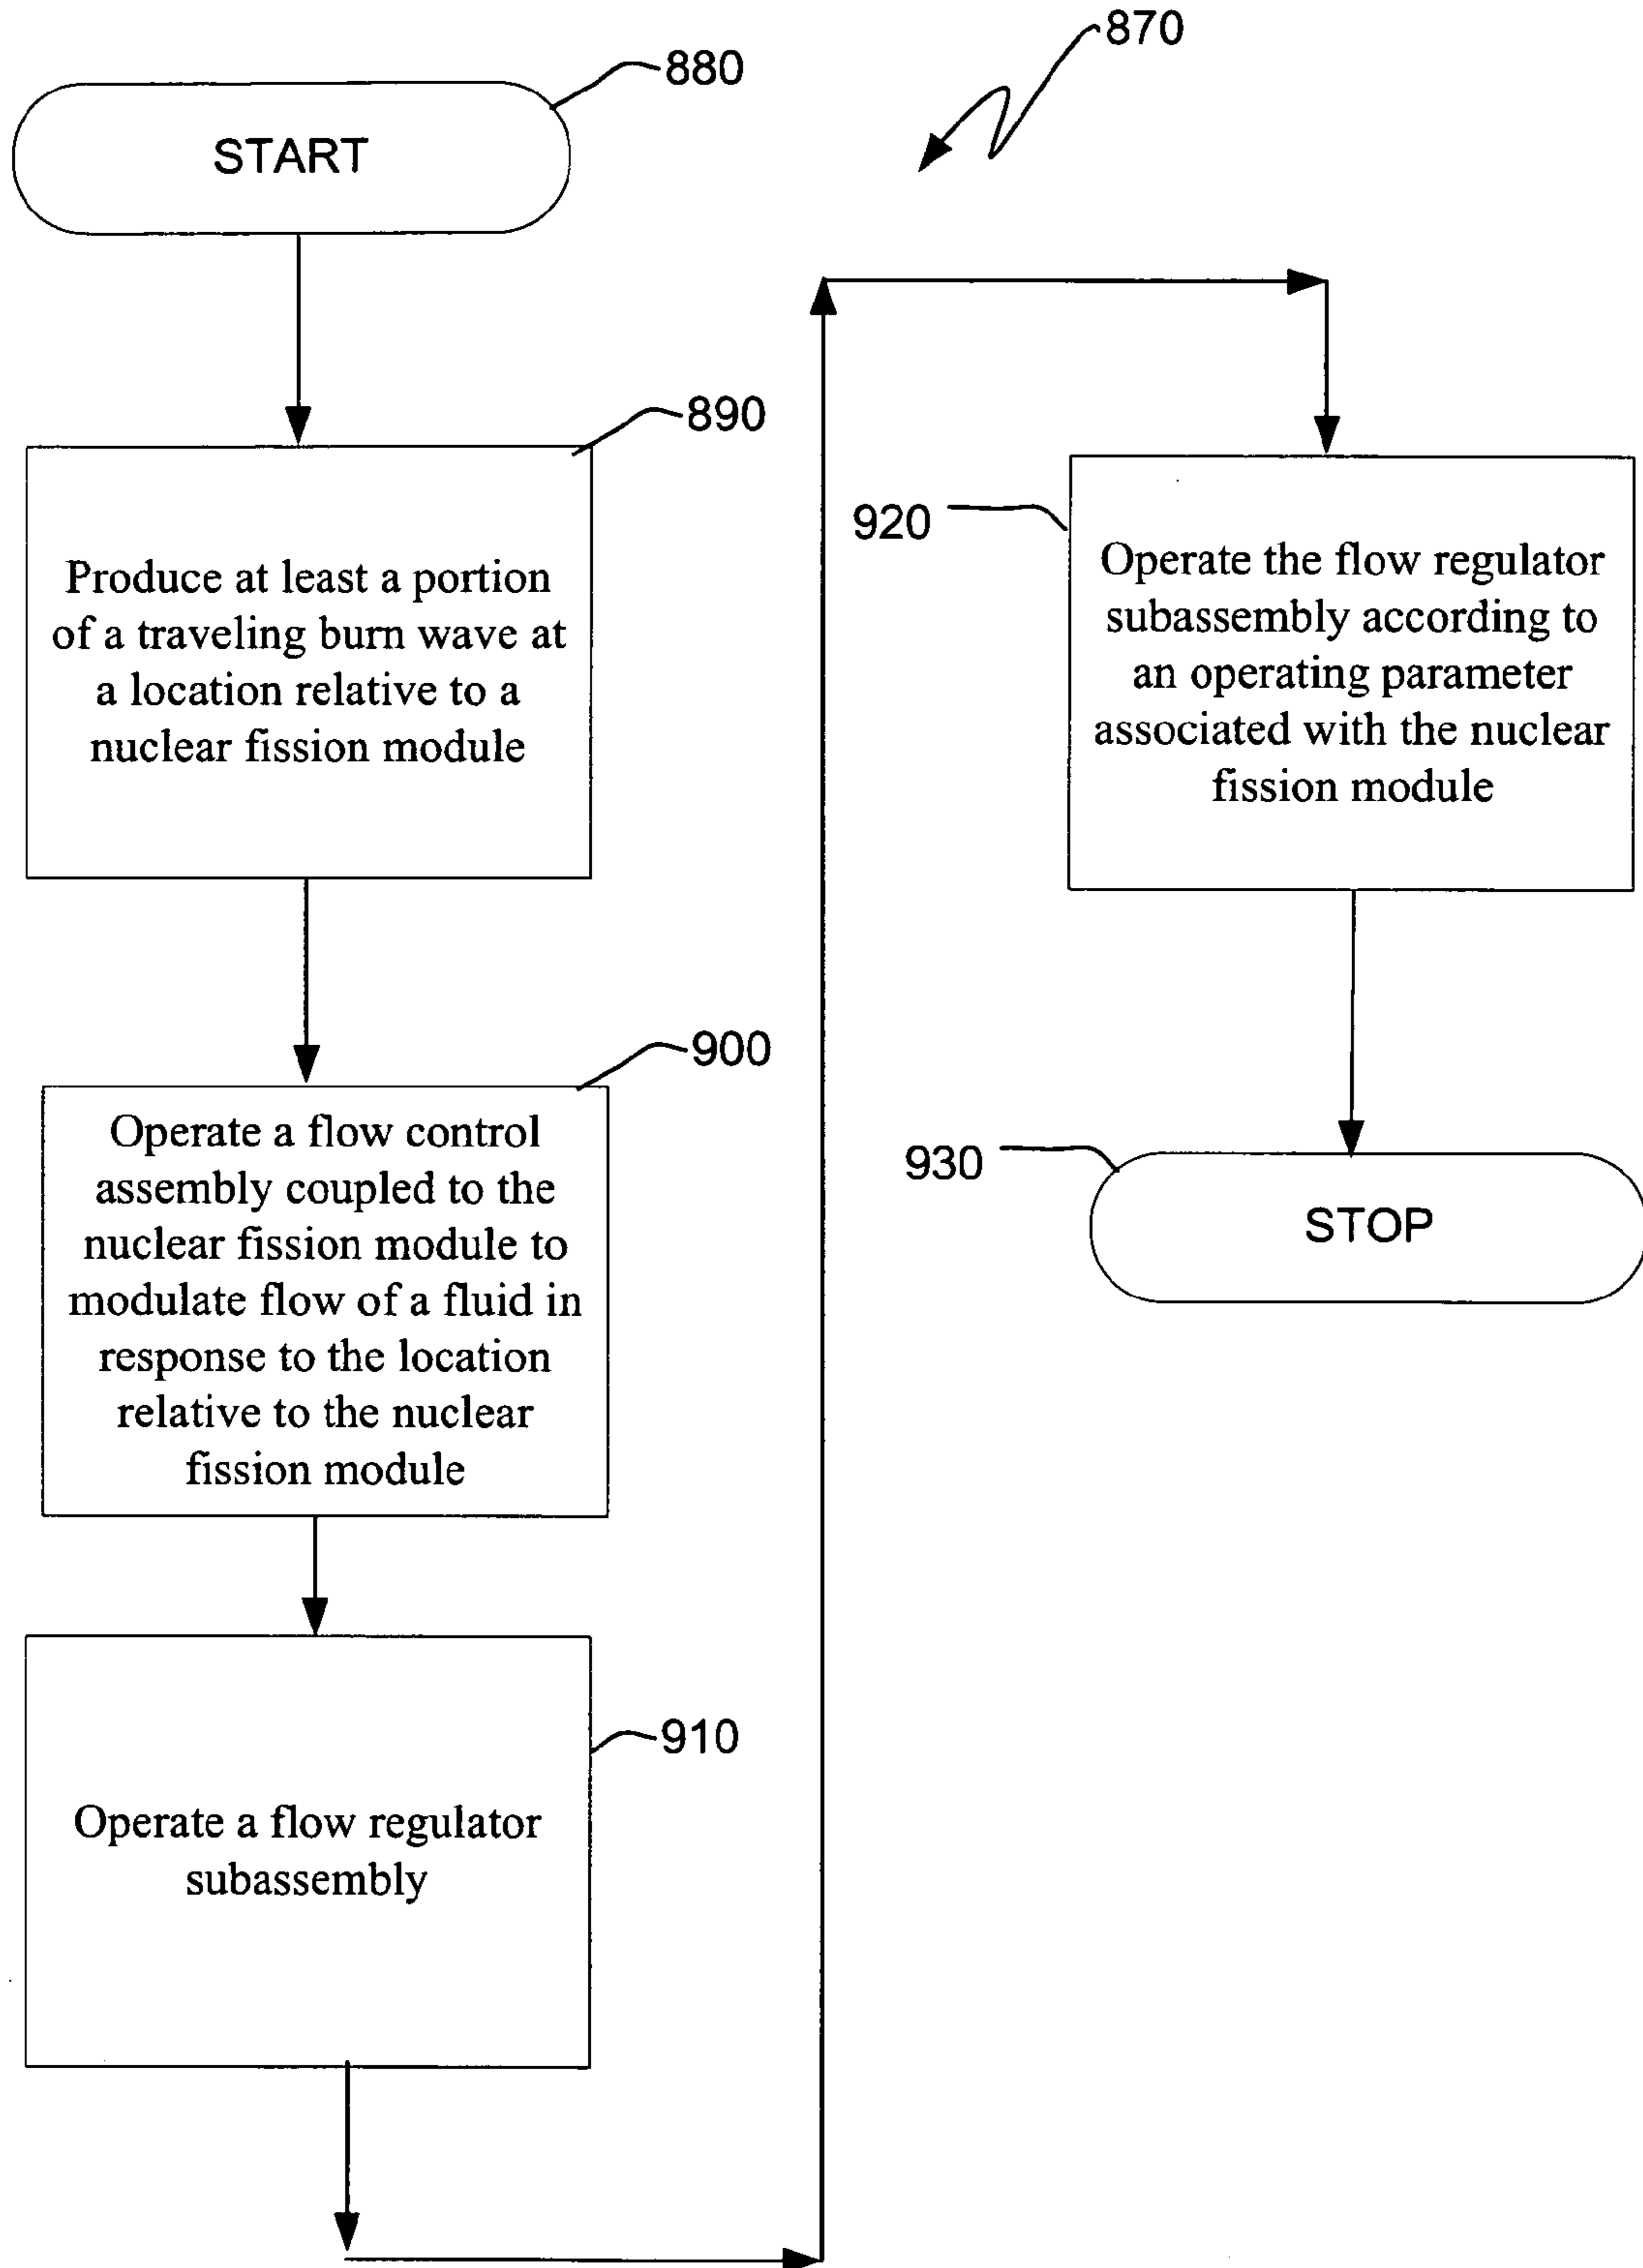 870
880
START
890
Produce at least a portion
of a traveling burn wave at
a location relative to a
nuclear fission module
900
Operate a flow control
assembly coupled to the
nuclear fission module to
modulate flow of a fluid in
response to the location
relative to the nuclear
fission module
910
Operate a flow regulator
subassembly
920
Operate the flow regulator
subassembly according to
an operating parameter
associated with the nuclear
fission module
930
STOP